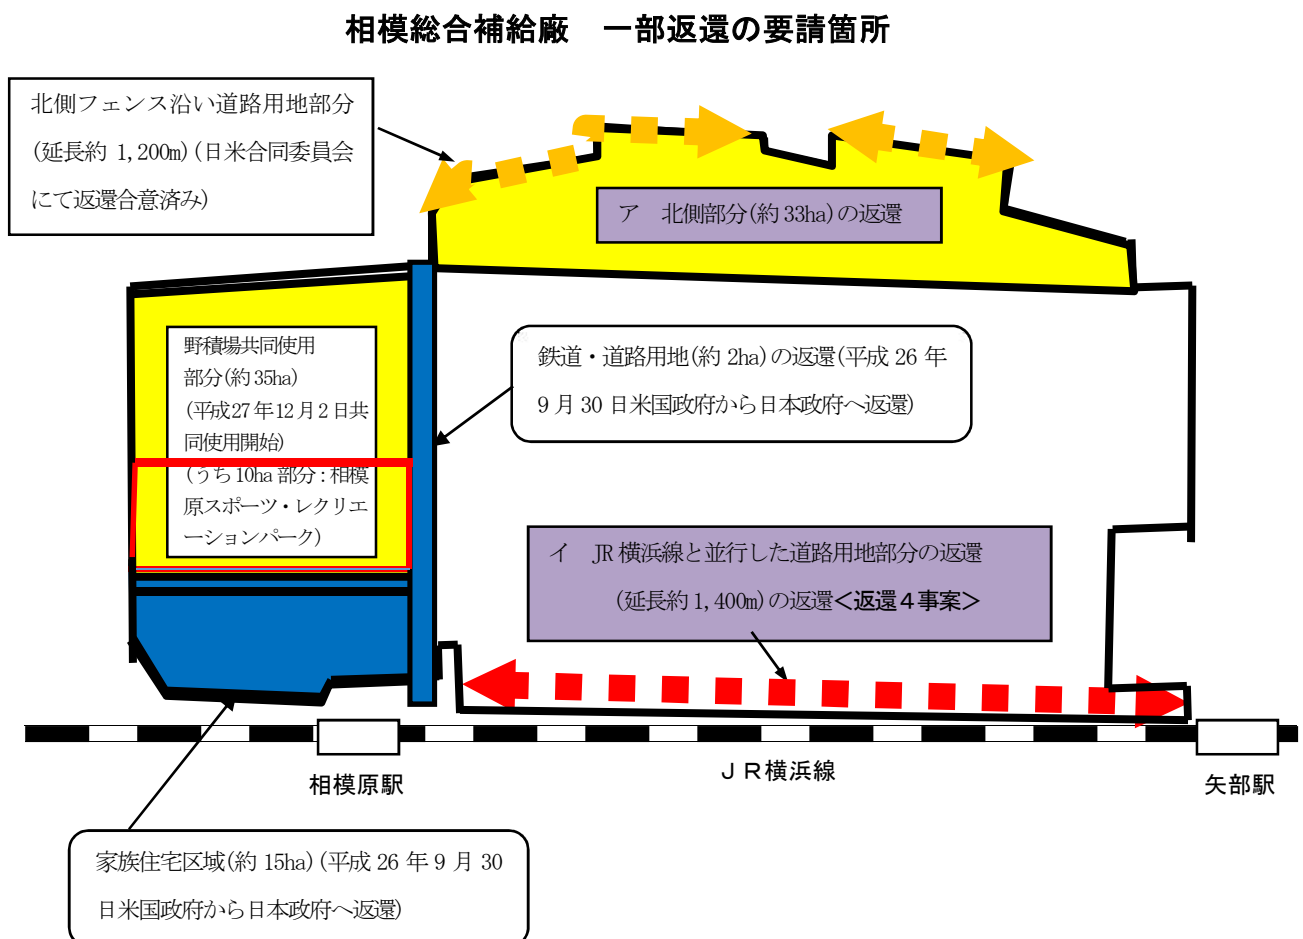 相模総合補給廠　一部返還の要請箇所
北側フェンス沿い道路用地部分
(延長約 1,200m)(日米合同委員会
にて返還合意済み)
ア　北側部分(約 33ha)の返還
野積場共同使用
部分(約 35ha)
(平成27年12月2日共
同使用開始)
(うち 10ha 部分:相模
原スポーツ・レクリエ
ーションパーク)
鉄道・道路用地(約 2ha)の返還(平成 26 年
9 月 30 日米国政府から日本政府へ返還)
イ　JR 横浜線と並行した道路用地部分の返還
(延長約 1,400m)の返還<返還４事案>
相模原駅
ＪＲ横浜線
矢部駅
家族住宅区域(約 15ha)(平成 26 年 9 月 30
日米国政府から日本政府へ返還)